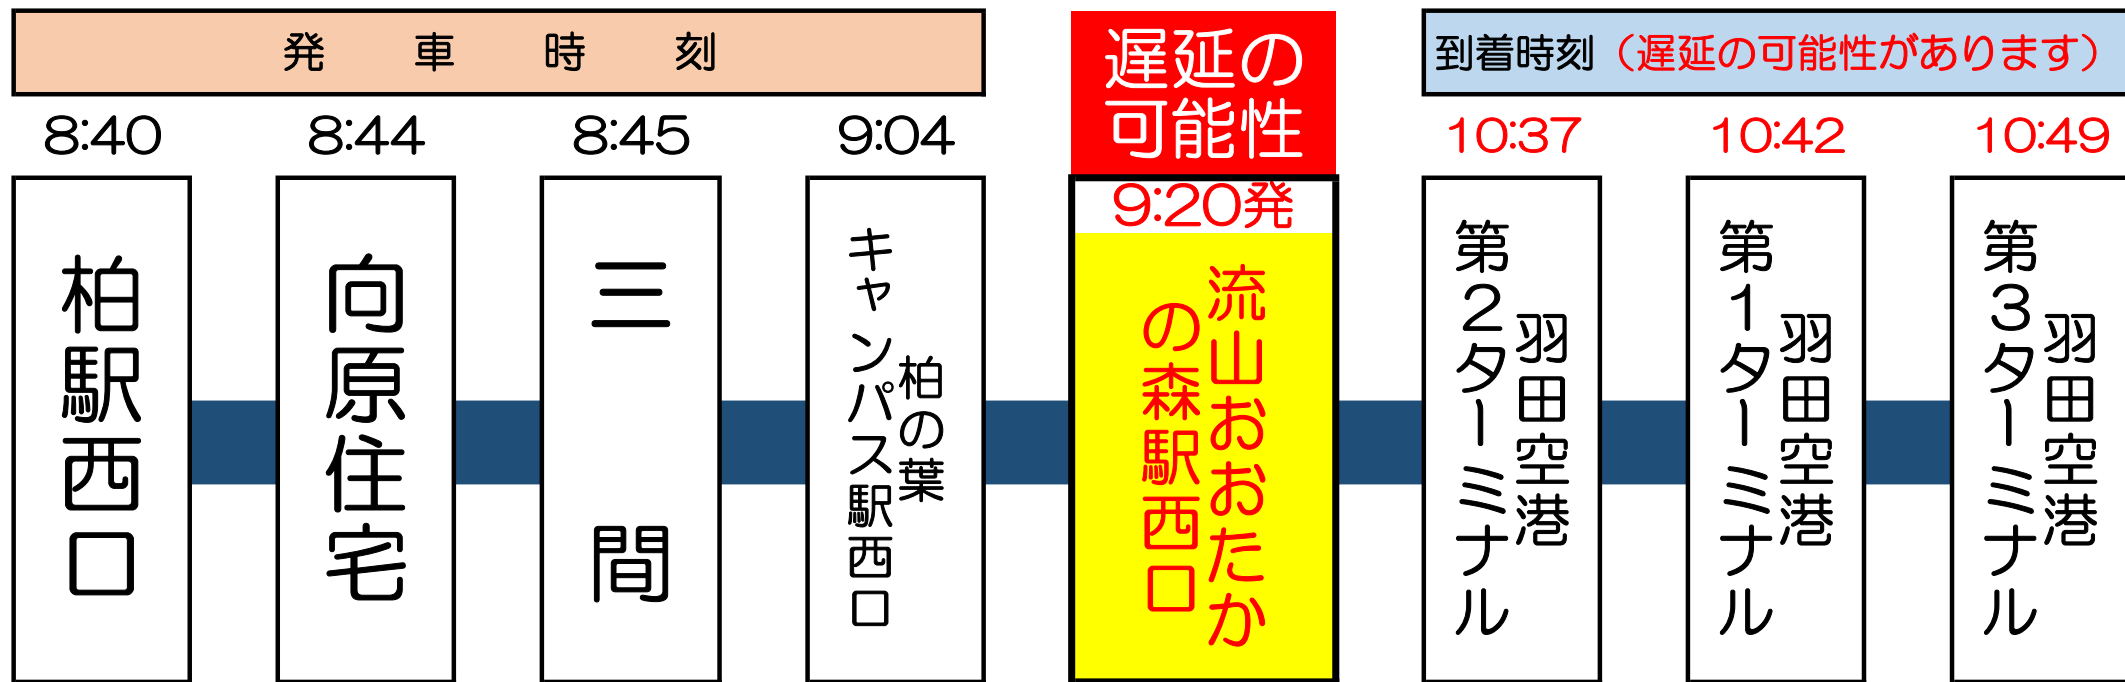 発車時刻
遅延の
可能性
到着時刻（遅延の可能性があります）
8:40
8:44
8:45
9:04
9:20発
10:37
10:42
10:49
柏駅西口
向原住宅
三間
柏の葉
キャンパス駅西口
流山おおたか
の森駅西口
羽田空港
第2ターミナル
羽田空港
第1ターミナル
羽田空港
第3ターミナル